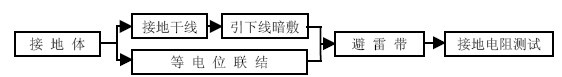 接地体
接地干线
引下线暗敷
等电位联结
避雷带
接地电阻测试